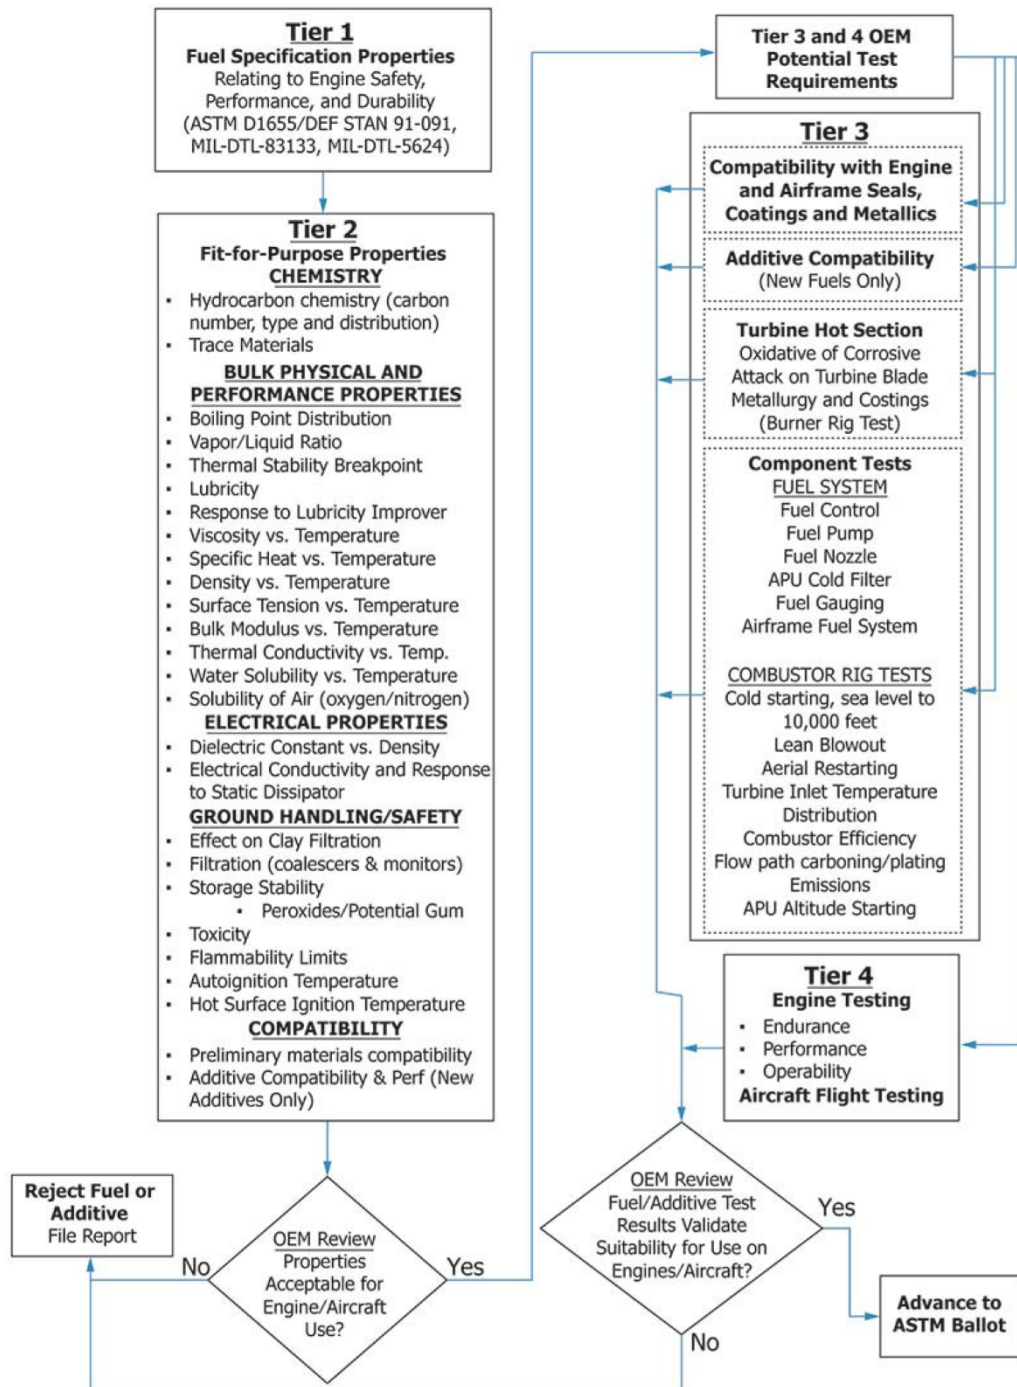 Tier 1
Fuel Specification Properties
Relating to Engine Safety,
Performance, and Durability
(ASTM D1655/DEF STAN 91-091,
MIL-DTL-83133, MIL-DTL-5624)
Tier 2
Fit-for-Purpose Properties
CHEMISTRY
▪ Hydrocarbon chemistry (carbon
number, type and distribution)
▪ Trace Materials
BULK PHYSICAL AND
PERFORMANCE PROPERTIES
▪ Boiling Point Distribution
▪ Vapor/Liquid Ratio
▪ Thermal Stability Breakpoint
▪ Lubricity
▪ Response to Lubricity Improver
▪ Viscosity vs. Temperature
▪ Specific Heat vs. Temperature
▪ Density vs. Temperature
▪ Surface Tension vs. Temperature
▪ Bulk Modulus vs. Temperature
▪ Thermal Conductivity vs. Temp.
▪ Water Solubility vs. Temperature
▪ Solubility of Air (oxygen/nitrogen)
ELECTRICAL PROPERTIES
▪ Dielectric Constant vs. Density
▪ Electrical Conductivity and Response
to Static Dissipator
GROUND HANDLING/SAFETY
▪ Effect on Clay Filtration
▪ Filtration (coalescers & monitors)
▪ Storage Stability
▪ Peroxides/Potential Gum
▪ Toxicity
▪ Flammability Limits
▪ Autoignition Temperature
▪ Hot Surface Ignition Temperature
COMPATIBILITY
▪ Preliminary materials compatibility
▪ Additive Compatibility & Perf (New
Additives Only)
OEM Review
Properties
Acceptable for
Engine/Aircraft
Use?
No
Yes
Reject Fuel or
Additive
File Report
Tier 3 and 4 OEM
Potential Test
Requirements
Tier 3
Compatibility with Engine
and Airframe Seals,
Coatings and Metallics
Additive Compatibility
(New Fuels Only)
Turbine Hot Section
Oxidative of Corrosive
Attack on Turbine Blade
Metallurgy and Costings
(Burner Rig Test)
Component Tests
FUEL SYSTEM
Fuel Control
Fuel Pump
Fuel Nozzle
APU Cold Filter
Fuel Gauging
Airframe Fuel System
COMBUSTOR RIG TESTS
Cold starting, sea level to
10,000 feet
Lean Blowout
Aerial Restarting
Turbine Inlet Temperature
Distribution
Combustor Efficiency
Flow path carboning/plating
Emissions
APU Altitude Starting
Tier 4
Engine Testing
▪ Endurance
▪ Performance
▪ Operability
Aircraft Flight Testing
OEM Review
Fuel/Additive Test
Results Validate
Suitability for Use on
Engines/Aircraft?
Yes
No
Advance to
ASTM Ballot